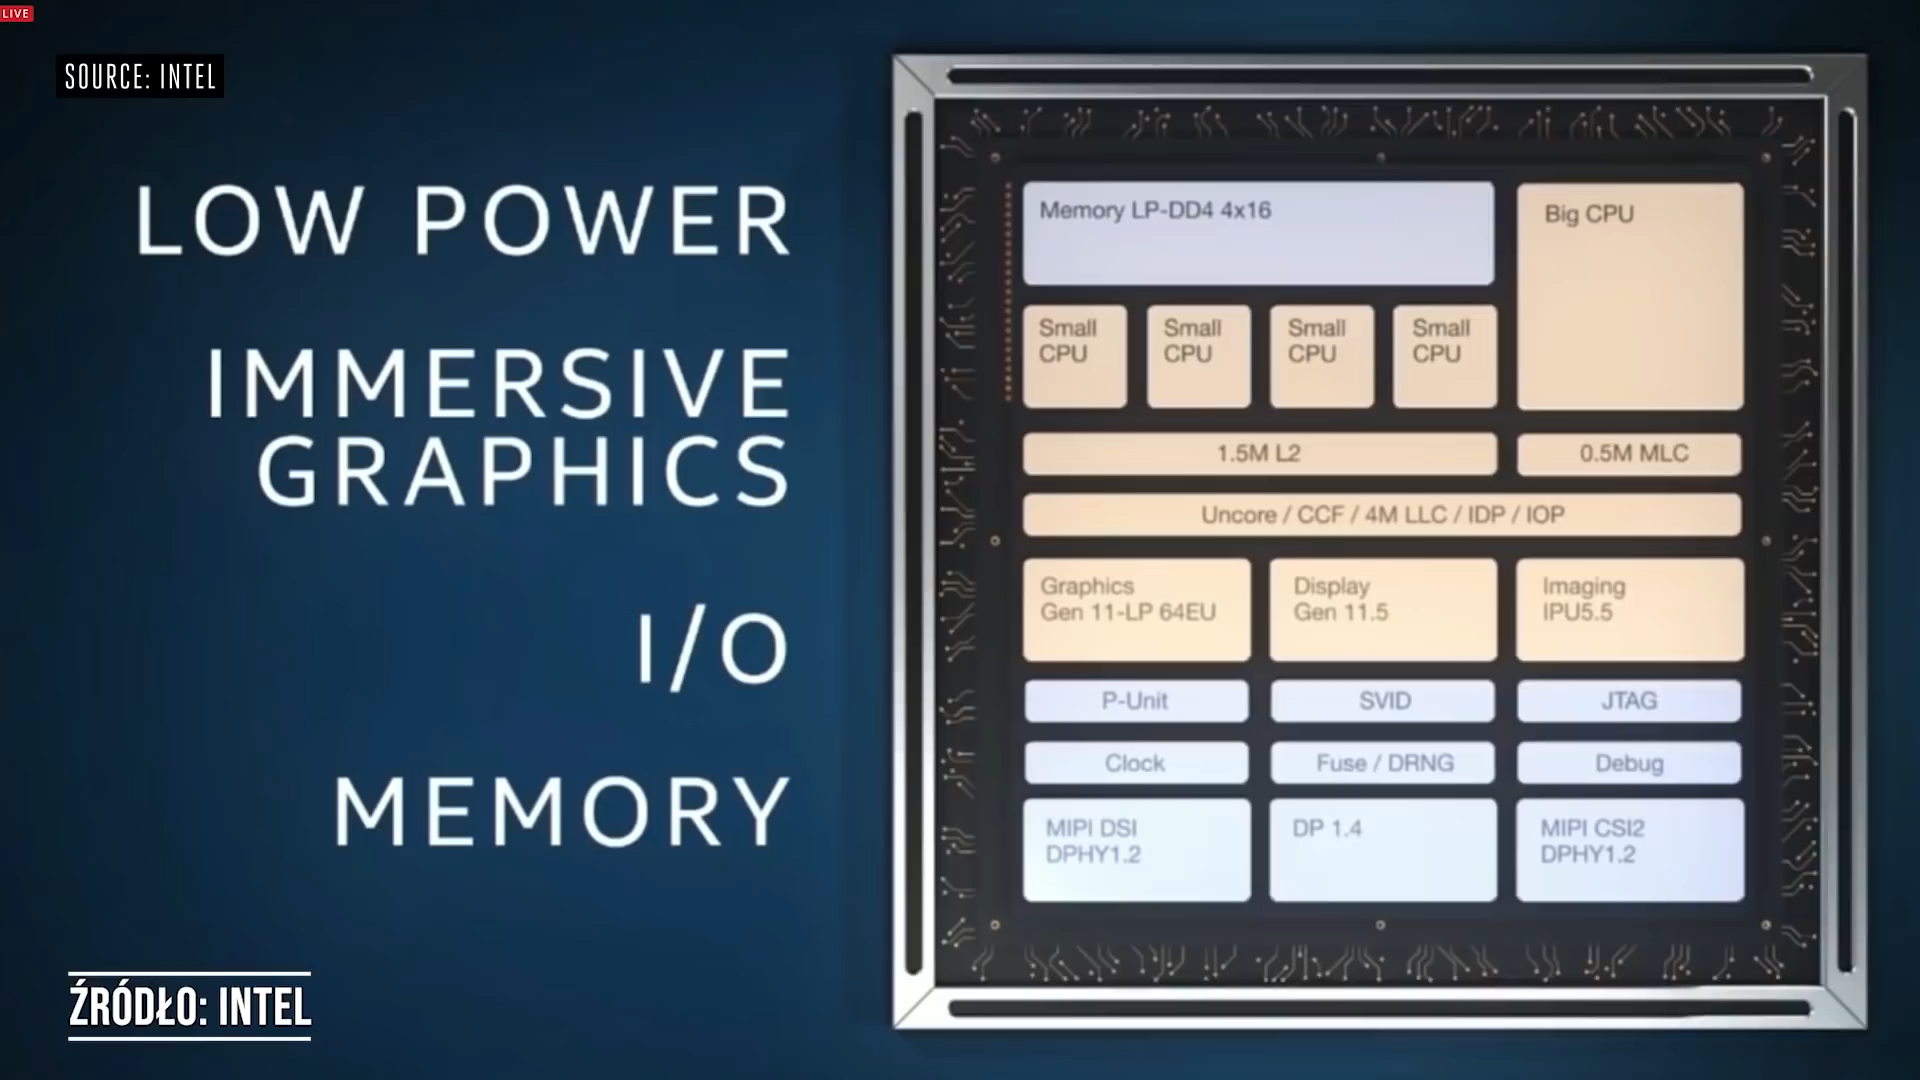 LIVE
SOURCE: INTEL
LOW POWER
IMMERSIVE
GRAPHICS
I/O
MEMORY
ŹRÓDŁO: INTEL
Memory LP-DD4 4x16
Big CPU
Small
CPU
Small
CPU
Small
CPU
Small
CPU
1.5M L2
0.5M MLC
Uncore / CCF / 4M LLC / IDP / IOP
Graphics
Gen 11-LP 64EU
Display
Gen 11.5
Imaging
IPU5.5
P-Unit
SVID
JTAG
Clock
Fuse / DRNG
Debug
MIPI DSI
DPHY1.2
DP 1.4
MIPI CSI2
DPHY1.2